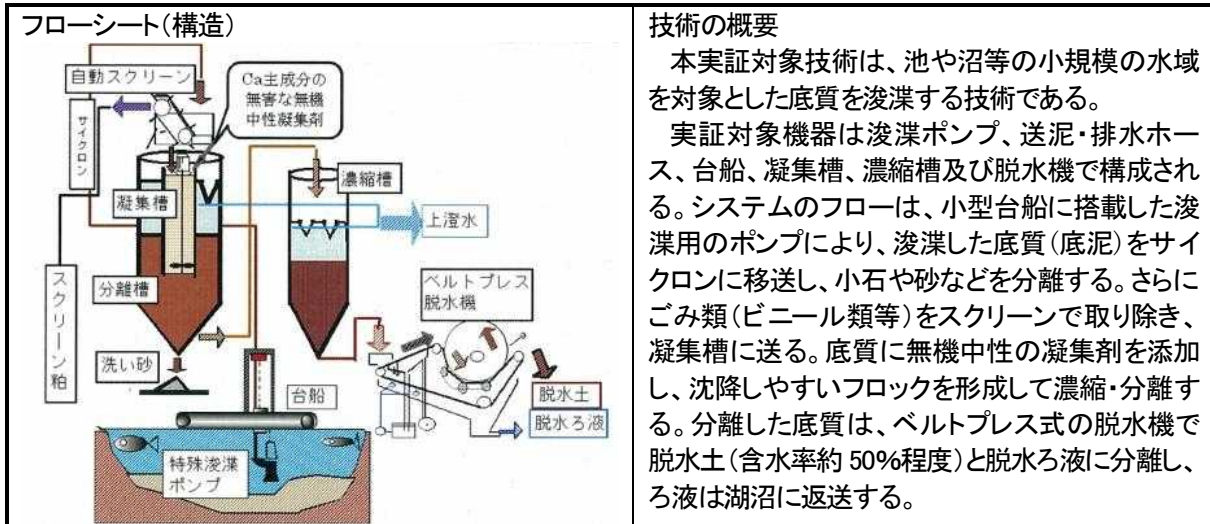 フローシート(構造)
自動スクリーン
Ca主成分の
無害な無機
中性凝集剤
サイクロン
凝集槽
濃縮槽
上澄水
スクリーン粕
分離槽
ベルトプレス
脱水機
洗い砂
台船
脱水土
脱水ろ液
特殊浚渫
ポンプ
技術の概要
本実証対象技術は、池や沼等の小規模の水域
を対象とした底質を浚渫する技術である。
実証対象機器は浚渫ポンプ、送泥・排水ホー
ス、台船、凝集槽、濃縮槽及び脱水機で構成され
る。システムのフローは、小型台船に搭載した浚
渫用のポンプにより、浚渫した底質(底泥)をサイ
クロンに移送し、小石や砂などを分離する。さらに
ごみ類(ビニール類等)をスクリーンで取り除き、
凝集槽に送る。底質に無機中性の凝集剤を添加
し、沈降しやすいフロックを形成して濃縮・分離す
る。分離した底質は、ベルトプレス式の脱水機で
脱水土(含水率約 50%程度)と脱水ろ液に分離し、
ろ液は湖沼に返送する。